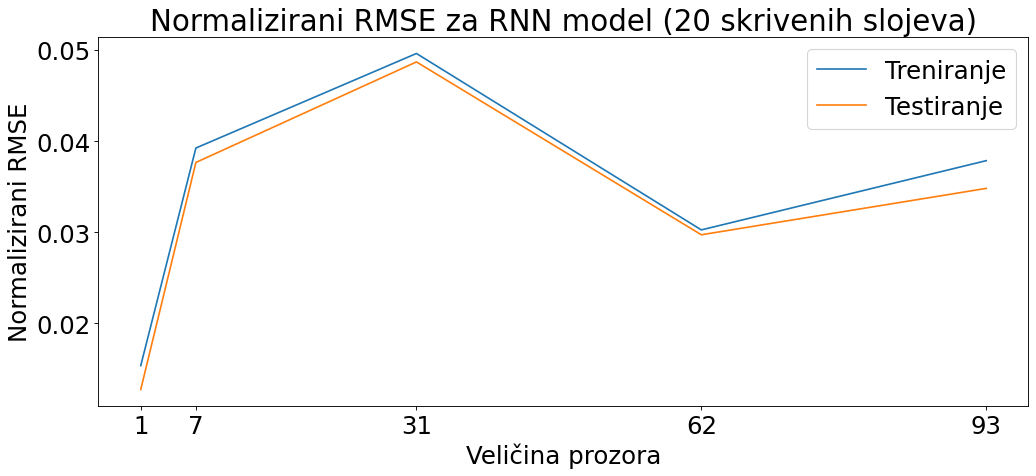 Normalizirani RMSE za RNN model (20 skrivenih slojeva)
Normalizirani RMSE
0.05
0.04
0.03
0.02
Treniranje
Testiranje
1 7 31 62 93
Veličina prozora